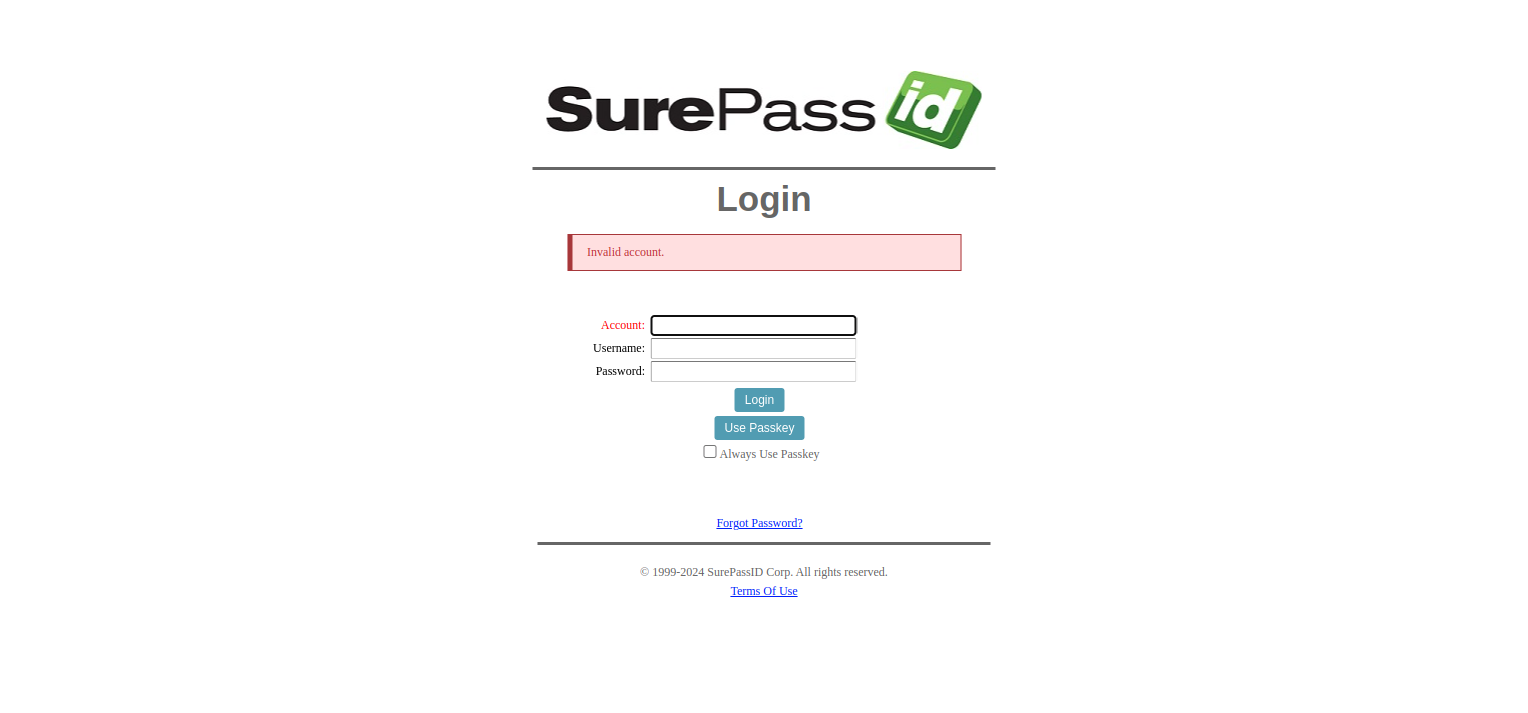 SurePass id
Login
Invalid account.
Account:
Username:
Password:
Login
Use Passkey
Always Use Passkey
Forgot Password?
© 1999-2024 SurePassID Corp. All rights reserved.
Terms Of Use